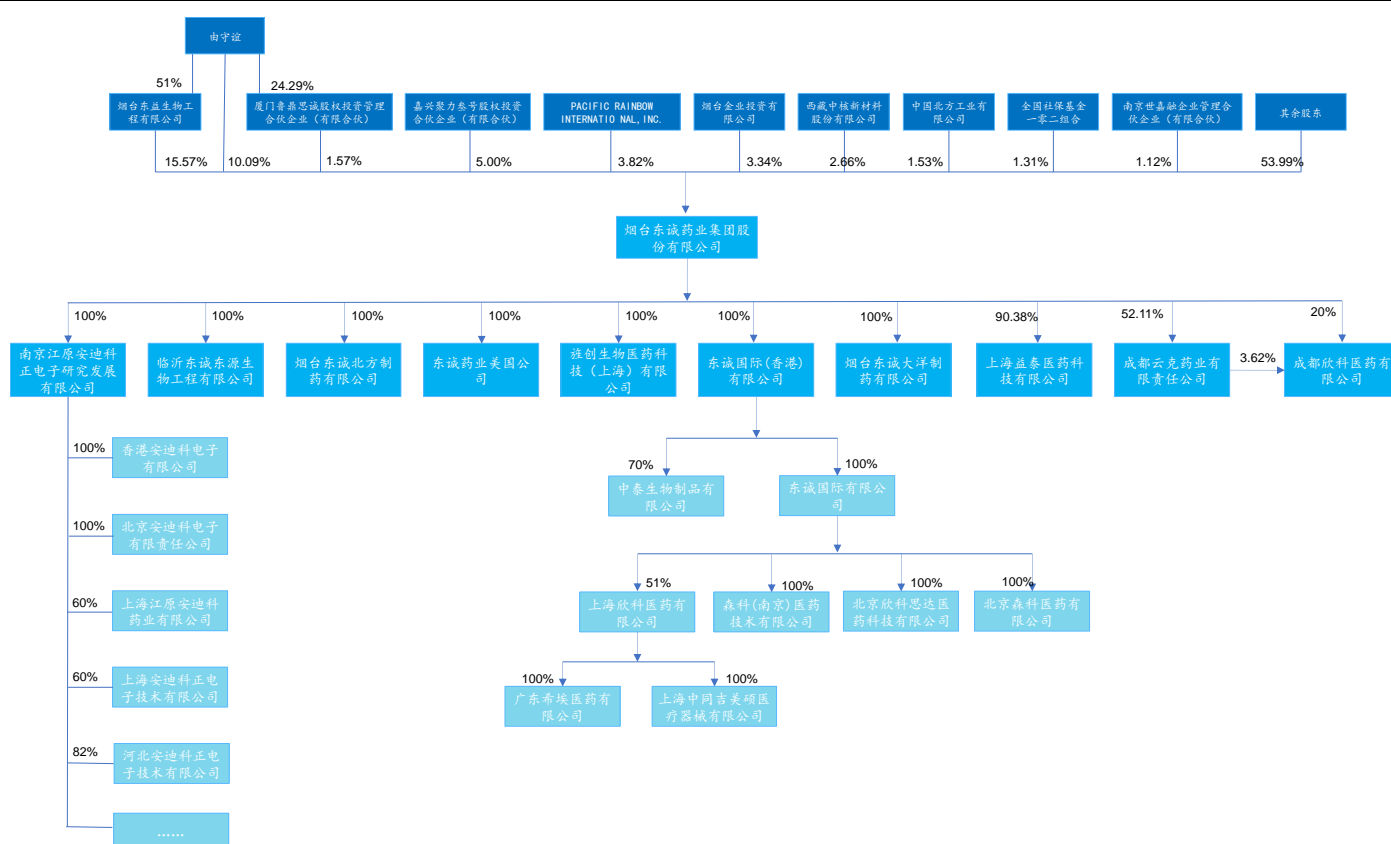 由守谊
51%
24.29%
烟台东益生物工
程有限公司
厦门鲁鼎思诚股权投资管理
合伙企业（有限合伙）
嘉兴聚力叁号股权投资
合伙企业（有限合伙）
PACIFIC RAINBOW
INTERNATIO NAL,INC.
烟台企业投资有
限公司
西藏中核新材料
股份有限公司
中国北方工业有
限公司
全国社保基金
一零二组合
南京世嘉融企业管理合
伙企业（有限合伙）
其余股东
15.57%
10.09%
1.57%
5.00%
3.82%
3.34%
2.66%
1.53%
1.31%
1.12%
53.99%
烟台东诚药业集团股
份有限公司
100%
100%
100%
100%
100%
100%
100%
90.38%
52.11%
20%
南京江原安迪科
正电子研究发展
有限公司
临沂东诚东源生
物工程有限公司
烟台东诚北方制
药有限公司
东诚药业美国公
司
旌创生物医药科
技（上海）有限公
司
东诚国际(香港)
有限公司
烟台东诚大洋制
药有限公司
上海益泰医药科
技有限公司
成都云克药业有
限责任公司
3.62%
成都欣科医药有
限公司
100%
香港安迪科电子
有限公司
100%
北京安迪科电子
有限责任公司
60%
上海江原安迪科
药业有限公司
60%
上海安迪科正电
子技术有限公司
82%
河北安迪科正电
子技术有限公司
……
70%
100%
中泰生物制品有
限公司
东诚国际有限公
司
51%
100%
100%
100%
上海欣科医药有
限公司
森科(南京)医药
技术有限公司
北京欣科思达医
药科技有限公司
北京森科医药有
限公司
100%
100%
广东希埃医药有
限公司
上海中同吉美硕医
疗器械有限公司